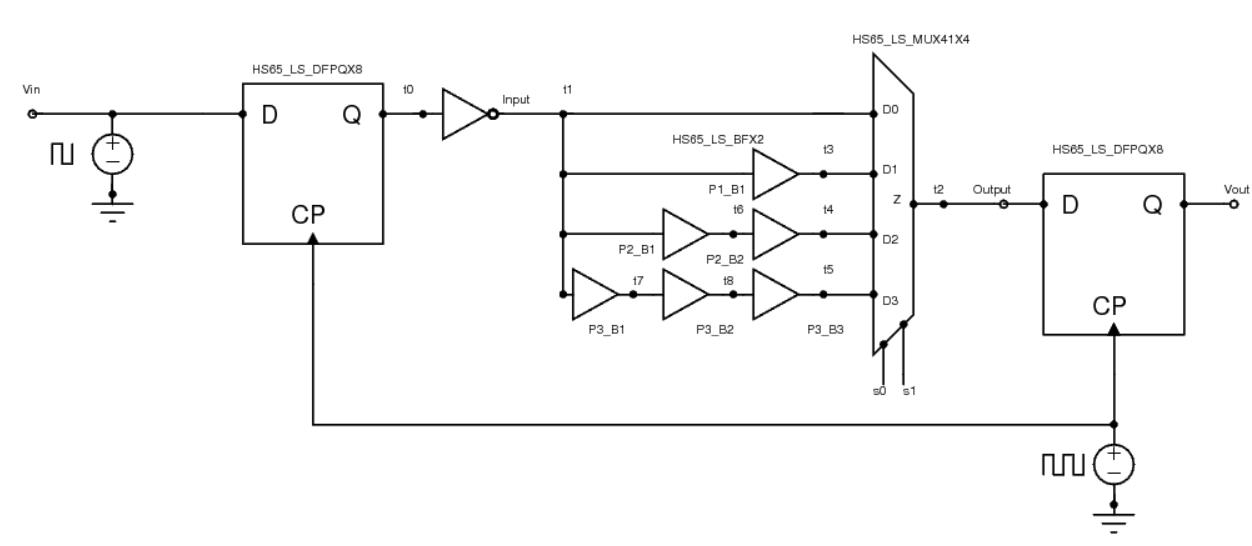 HS65_LS_MUX41X4
HS65_LS_DFPQX8
Vin
t0
Input
t1
D
Q
D0
HS65_LS_BFX2
t3
HS65_LS_DFPQX8
D1
P1_B1
Z
t2
Output
Vout
t6
t4
D
Q
CP
D2
P2_B1
P2_B2
t7
t8
t5
D3
CP
P3_B1
P3_B2
P3_B3
s0
s1